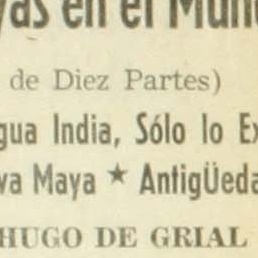 yas en el Mun
de Diez Partes)
gua India, Sólo lo Ex
va Maya ★ AntigÜeda
HUGO DE GRIAL